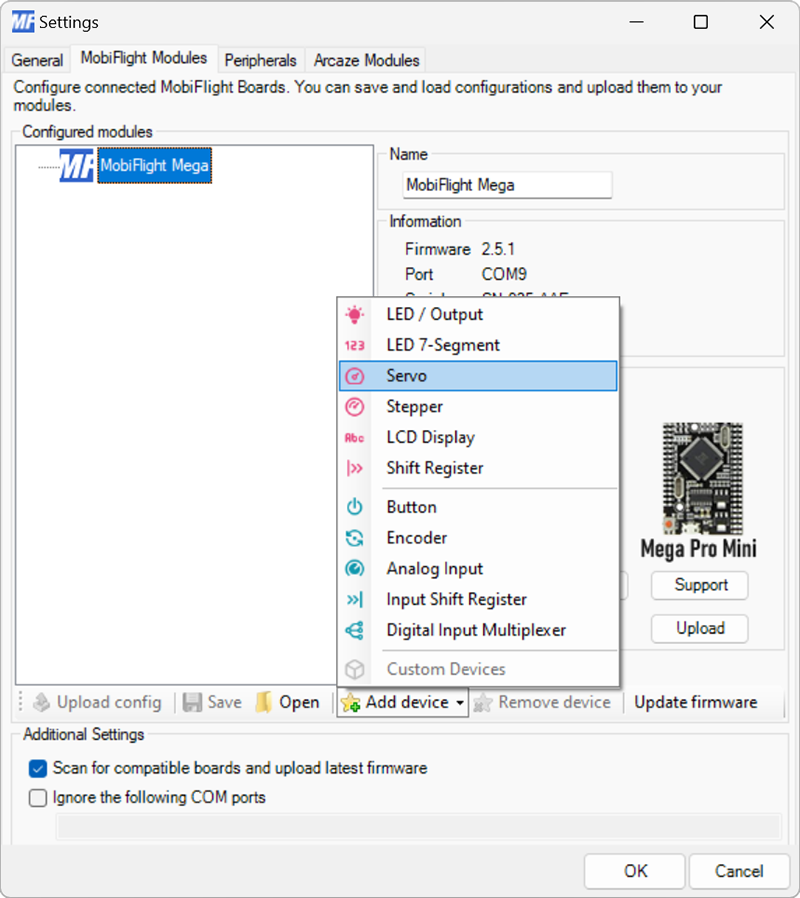 MF Settings
General MobiFlight Modules Peripherals Arcaze Modules
Configure connected MobiFlight Boards. You can save and load configurations and upload them to your
modules.
Configured modules
MF MobiFlight Mega
Name
MobiFlight Mega
Information
Firmware 2.5.1
Port COM9
LED / Output
123 LED 7-Segment
Servo
Stepper
Abc LCD Display
Shift Register
Button
Encoder
Analog Input
Input Shift Register
Digital Input Multiplexer
Custom Devices
Mega Pro Mini
Support
Upload
Upload config Save Open Add device Remove device Update firmware
Additional Settings
Scan for compatible boards and upload latest firmware
Ignore the following COM ports
OK Cancel